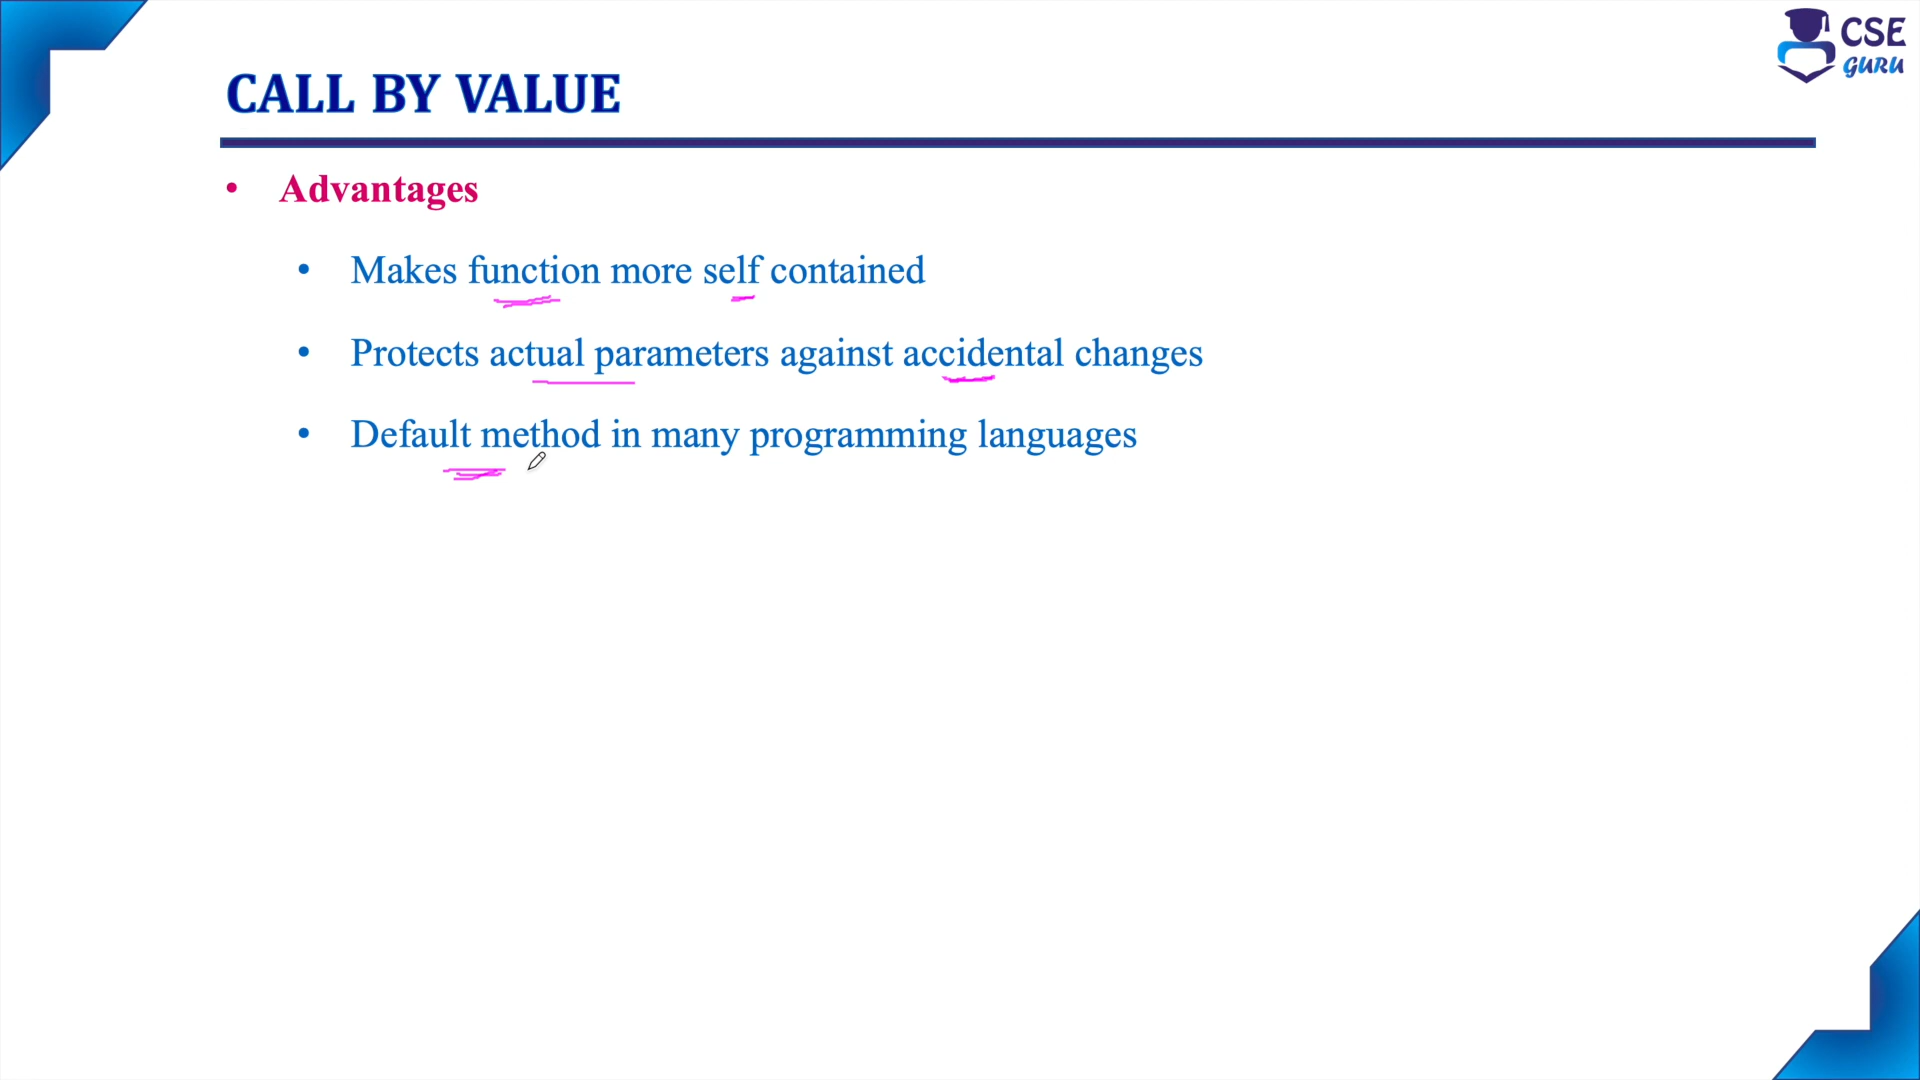 CSE
GURU
CALL BY VALUE
• Advantages
• Makes function more self contained
• Protects actual parameters against accidental changes
• Default method in many programming languages